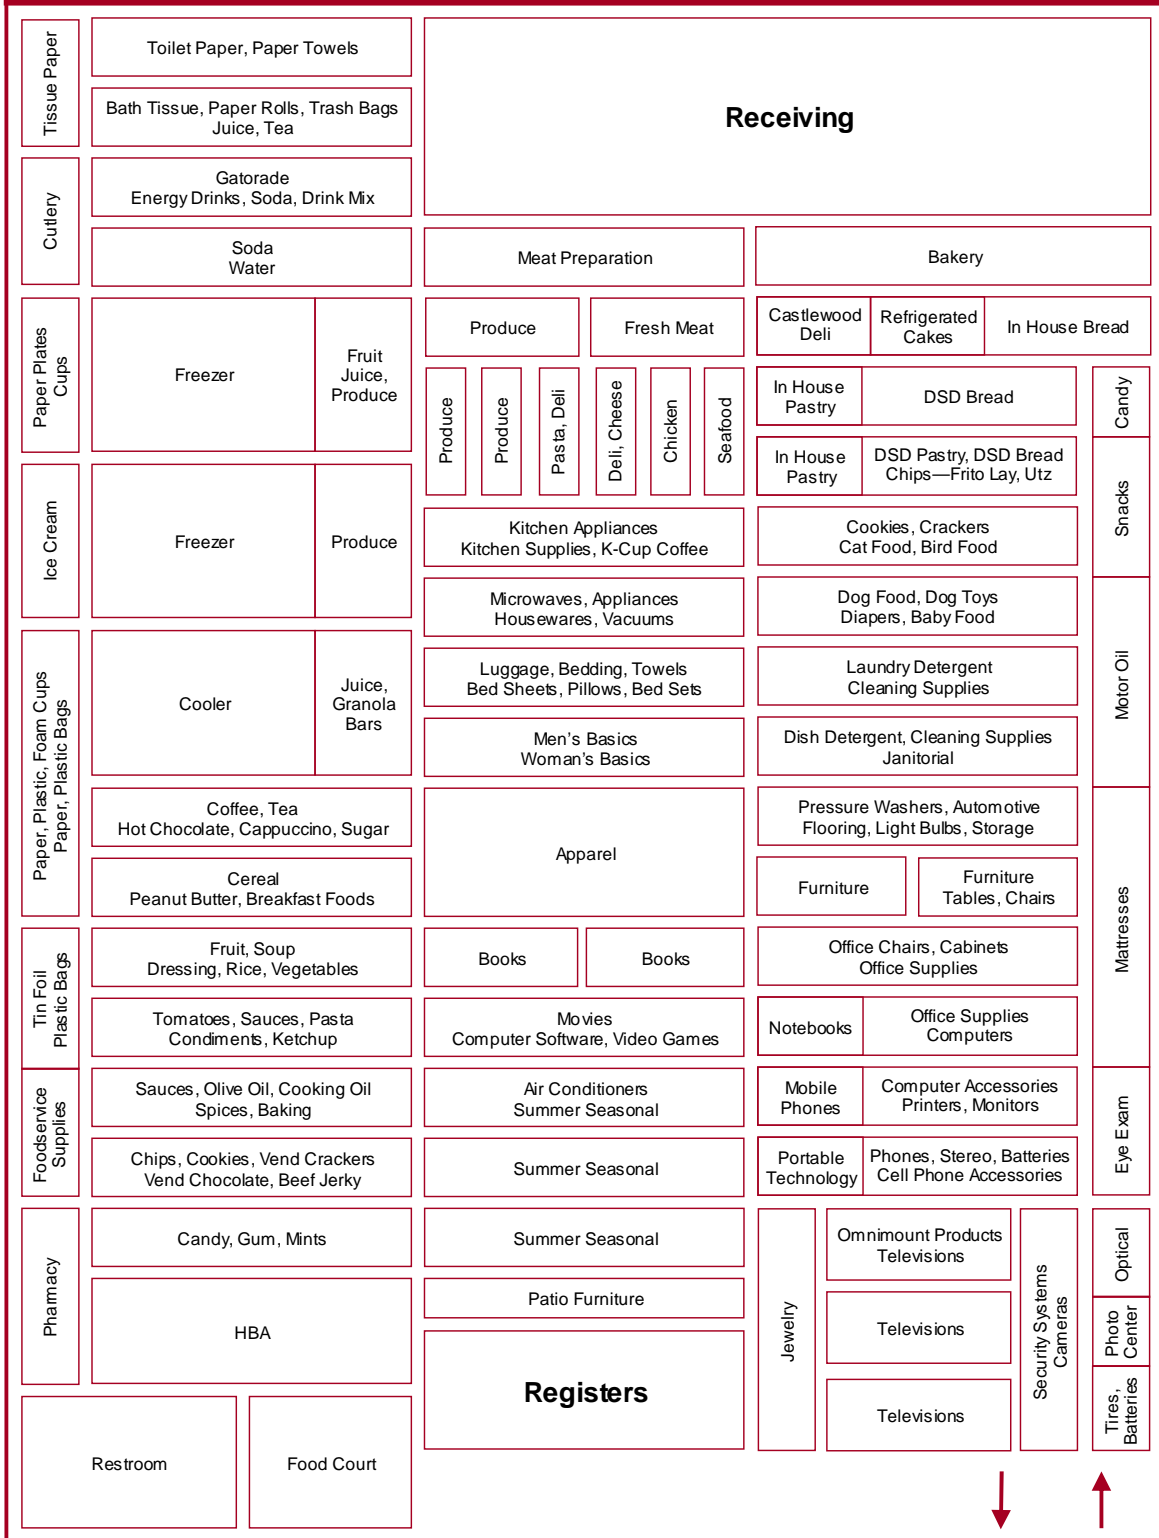 Tissue Paper
Toilet Paper, Paper Towels
Bath Tissue, Paper Rolls, Trash Bags
Juice, Tea
Receiving
Cutlery
Gatorade
Energy Drinks, Soda, Drink Mix
Soda
Water
Meat Preparation
Bakery
Paper Plates
Cups
Freezer
Fruit
Juice,
Produce
Produce
Fresh Meat
Castlewood
Deli
Refrigerated
Cakes
In House Bread
Produce
Produce
Pasta, Deli
Deli, Cheese
Chicken
Seafood
In House
Pastry
DSD Bread
Candy
In House
Pastry
DSD Pastry, DSD Bread
Chips—Frito Lay, Utz
Snacks
Ice Cream
Freezer
Produce
Kitchen Appliances
Kitchen Supplies, K-Cup Coffee
Cookies, Crackers
Cat Food, Bird Food
Microwaves, Appliances
Housewares, Vacuums
Dog Food, Dog Toys
Diapers, Baby Food
Motor Oil
Paper, Plastic, Foam Cups
Paper, Plastic Bags
Cooler
Juice,
Granola
Bars
Luggage, Bedding, Towels
Bed Sheets, Pillows, Bed Sets
Laundry Detergent
Cleaning Supplies
Men's Basics
Woman's Basics
Dish Detergent, Cleaning Supplies
Janitorial
Coffee, Tea
Hot Chocolate, Cappuccino, Sugar
Apparel
Pressure Washers, Automotive
Flooring, Light Bulbs, Storage
Mattresses
Cereal
Peanut Butter, Breakfast Foods
Furniture
Furniture
Tables, Chairs
Tin Foil
Plastic Bags
Fruit, Soup
Dressing, Rice, Vegetables
Books
Books
Office Chairs, Cabinets
Office Supplies
Tomatoes, Sauces, Pasta
Condiments, Ketchup
Movies
Computer Software, Video Games
Notebooks
Office Supplies
Computers
Foodservice
Supplies
Sauces, Olive Oil, Cooking Oil
Spices, Baking
Air Conditioners
Summer Seasonal
Mobile
Phones
Computer Accessories
Printers, Monitors
Eye Exam
Chips, Cookies, Vend Crackers
Vend Chocolate, Beef Jerky
Summer Seasonal
Portable
Technology
Phones, Stereo, Batteries
Cell Phone Accessories
Pharmacy
Candy, Gum, Mints
Summer Seasonal
Jewelry
Omnimount Products
Televisions
Security Systems
Cameras
Optical
HBA
Patio Furniture
Televisions
Photo
Center
Registers
Televisions
Tires,
Batteries
Restroom
Food Court